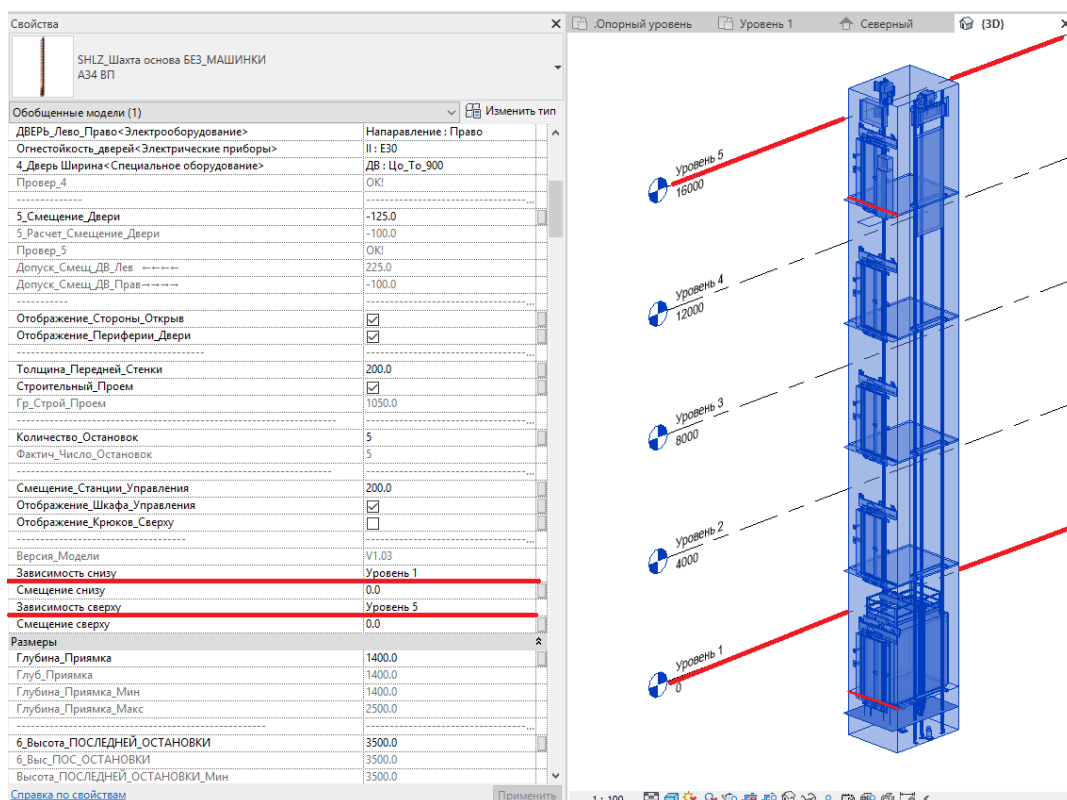 Свойства
SHLZ_Шахта основа БЕЗ_МАШИНКИ
А34 ВП
Обобщенные модели (1)
Изменить тип
ДВЕРЬ_Лево_Право<Электрооборудование> Напаравление : Право
Огнестойкость_дверей<Электрические приборы> II : E30
4_Дверь Ширина<Специальное оборудование> ДВ : Цо_То_900
Провер_4 OK!
5_Смещение_Двери -125.0
5_Расчет_Смещение_Двери -100.0
Провер_5 OK!
Допуск_Смещ_ДВ_Лев ←←←← 225.0
Допуск_Смещ_ДВ_Прав→→→→ -100.0
Отображение_Стороны_Открыв
Отображение_Периферии_Двери
Толщина_Передней_Стенки 200.0
Строительный_Проем
Гр_Строй_Проем 1050.0
Количество_Остановок 5
Фактич_Число_Остановок 5
Смещение_Станции_Управления 200.0
Отображение_Шкафа_Управления
Отображение_Крюков_Сверху
Версия_Модели V1.03
Зависимость снизу Уровень 1
Смещение снизу 0.0
Зависимость сверху Уровень 5
Смещение сверху 0.0
Размеры
Глубина_Приямка 1400.0
Глуб_Приямка 1400.0
Глубина_Приямка_Мин 1400.0
Глубина_Приямка_Макс 2500.0
6_Высота_ПОСЛЕДНЕЙ_ОСТАНОВКИ 3500.0
6_Выс_ПОС_ОСТАНОВКИ 3500.0
Высота_ПОСЛЕДНЕЙ_ОСТАНОВКИ_Мин 3500.0
Справка по свойствам
Применить
.Опорный уровень
Уровень 1
Северный
{3D}
Уровень 5
16000
Уровень 4
12000
Уровень 3
8000
Уровень 2
4000
Уровень 1
0
1 : 100